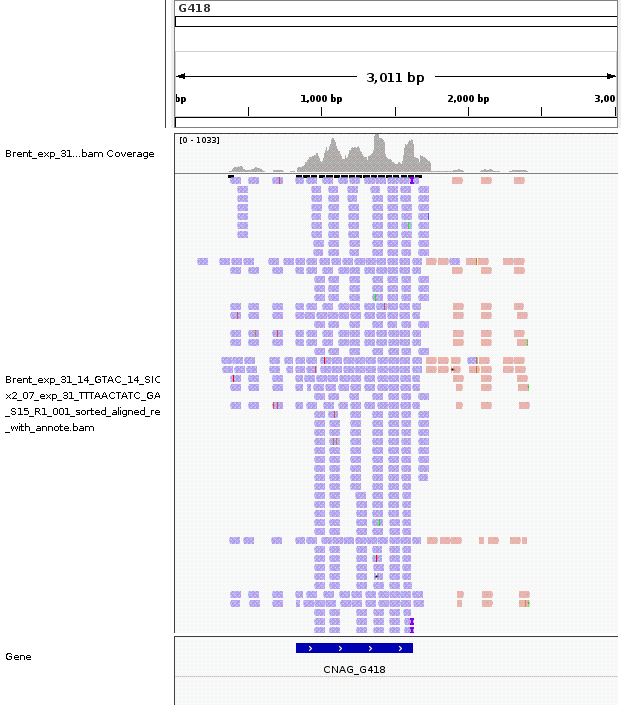 G418
3,011 bp
bp 1,000 bp 2,000 bp 3,00
[0 - 1033]
Brent_exp_31...bam Coverage
Brent_exp_31_14_GTAC_14_SIC
x2_07_exp_31_TTTAACTATC_GA
_S15_R1_001_sorted_aligned_re
_with_annote.bam
Gene
CNAG_G418